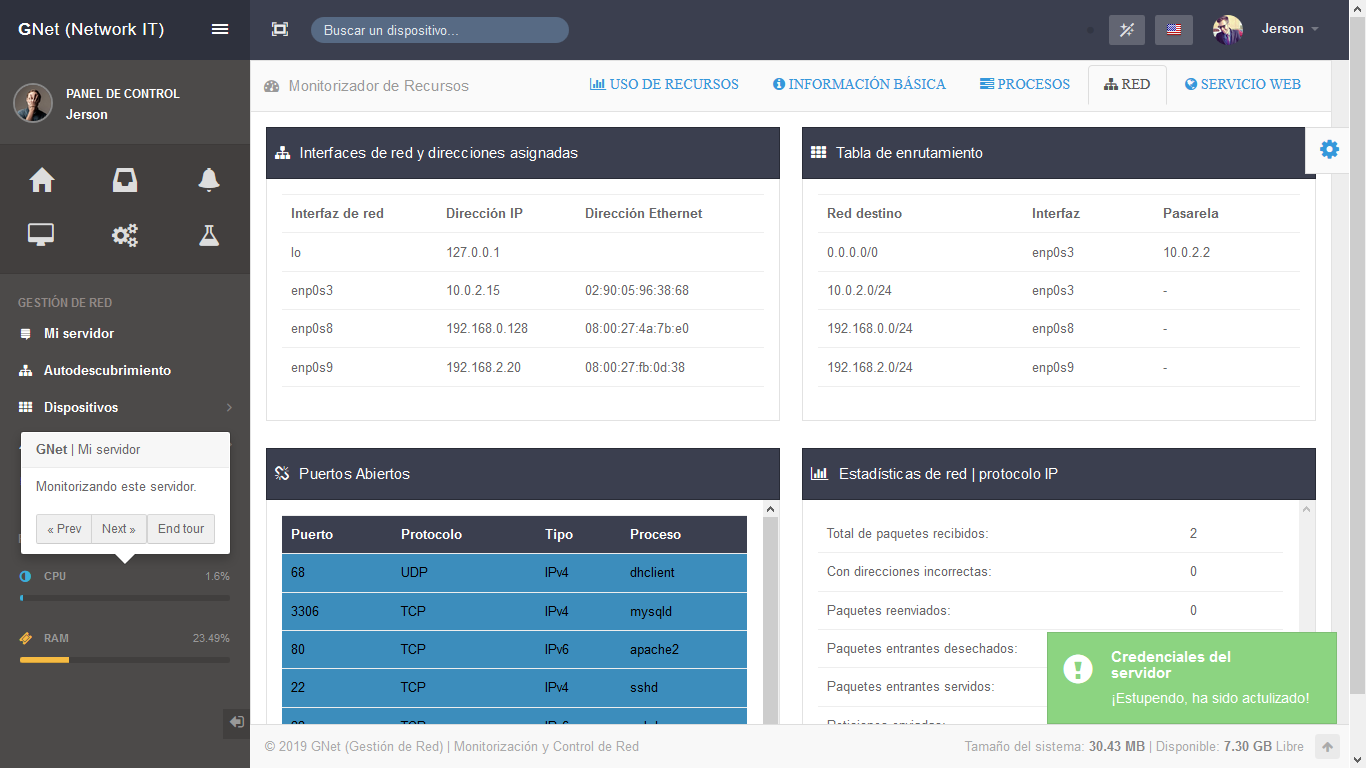 GNet (Network IT)
Buscar un dispositivo...
Jerson
PANEL DE CONTROL
Jerson
GESTIÓN DE RED
Mi servidor
Autodescubrimiento
Dispositivos
GNet | Mi servidor
Monitorizando este servidor.
« Prev Next » End tour
CPU 1.6%
RAM 23.49%
Monitorizador de Recursos
USO DE RECURSOS INFORMACIÓN BÁSICA PROCESOS RED SERVICIO WEB
Interfaces de red y direcciones asignadas
Interfaz de red Dirección IP Dirección Ethernet
lo 127.0.0.1
enp0s3 10.0.2.15 02:90:05:96:38:68
enp0s8 192.168.0.128 08:00:27:4a:7b:e0
enp0s9 192.168.2.20 08:00:27:fb:0d:38
Tabla de enrutamiento
Red destino Interfaz Pasarela
0.0.0.0/0 enp0s3 10.0.2.2
10.0.2.0/24 enp0s3 -
192.168.0.0/24 enp0s8 -
192.168.2.0/24 enp0s9 -
Puertos Abiertos
Puerto Protocolo Tipo Proceso
68 UDP IPv4 dhclient
3306 TCP IPv4 mysqld
80 TCP IPv6 apache2
22 TCP IPv4 sshd
Estadísticas de red | protocolo IP
Total de paquetes recibidos: 2
Con direcciones incorrectas: 0
Paquetes reenviados: 0
Paquetes entrantes desechados:
Paquetes entrantes servidos:
Credenciales del
servidor
¡Estupendo, ha sido actulizado!
© 2019 GNet (Gestión de Red) | Monitorización y Control de Red
Tamaño del sistema: 30.43 MB | Disponible: 7.30 GB Libre